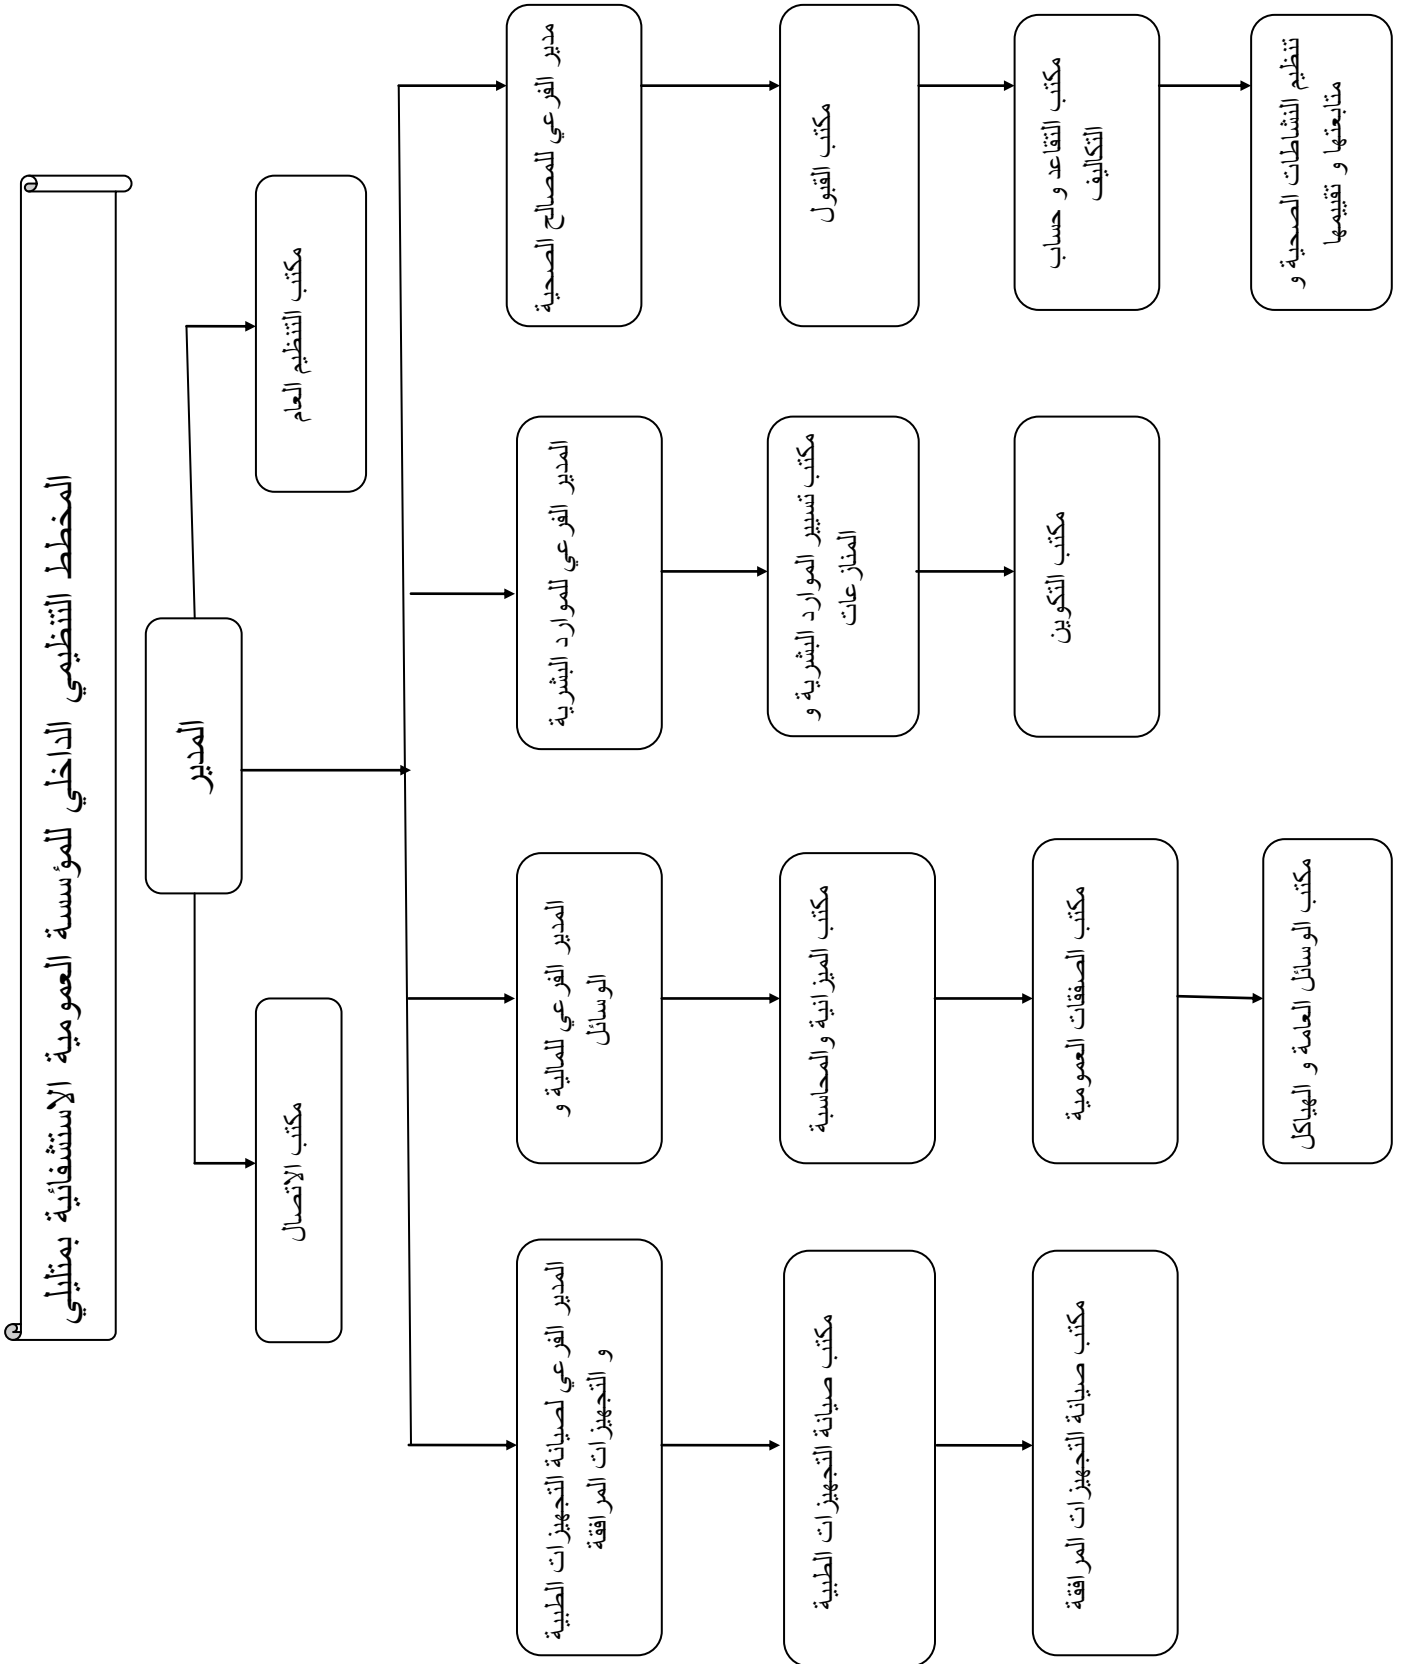 المخطط التنظيمي الداخلي للمؤسسة العمومية الاستشفائية بمتليلي
المدير
مكتب التنظيم العام
مكتب الاتصال
مدير الفرعي للمصالح الصحية
المدير الفرعي للموارد البشرية
المدير الفرعي للمالية و
الوسائل
المدير الفرعي لصيانة التجهيزات الطبية
و التجهيزات المرافقة
مكتب القبول
مكتب تسيير الموارد البشرية و
المنازعات
مكتب الميزانية والمحاسبة
مكتب صيانة التجهيزات الطبية
مكتب التقاعد و حساب
التكاليف
مكتب التكوين
مكتب الصفقات العمومية
مكتب صيانة التجهيزات المرافقة
تنظيم النشاطات الصحية و
متابعتها و تقييمها
مكتب الوسائل العامة و الهياكل